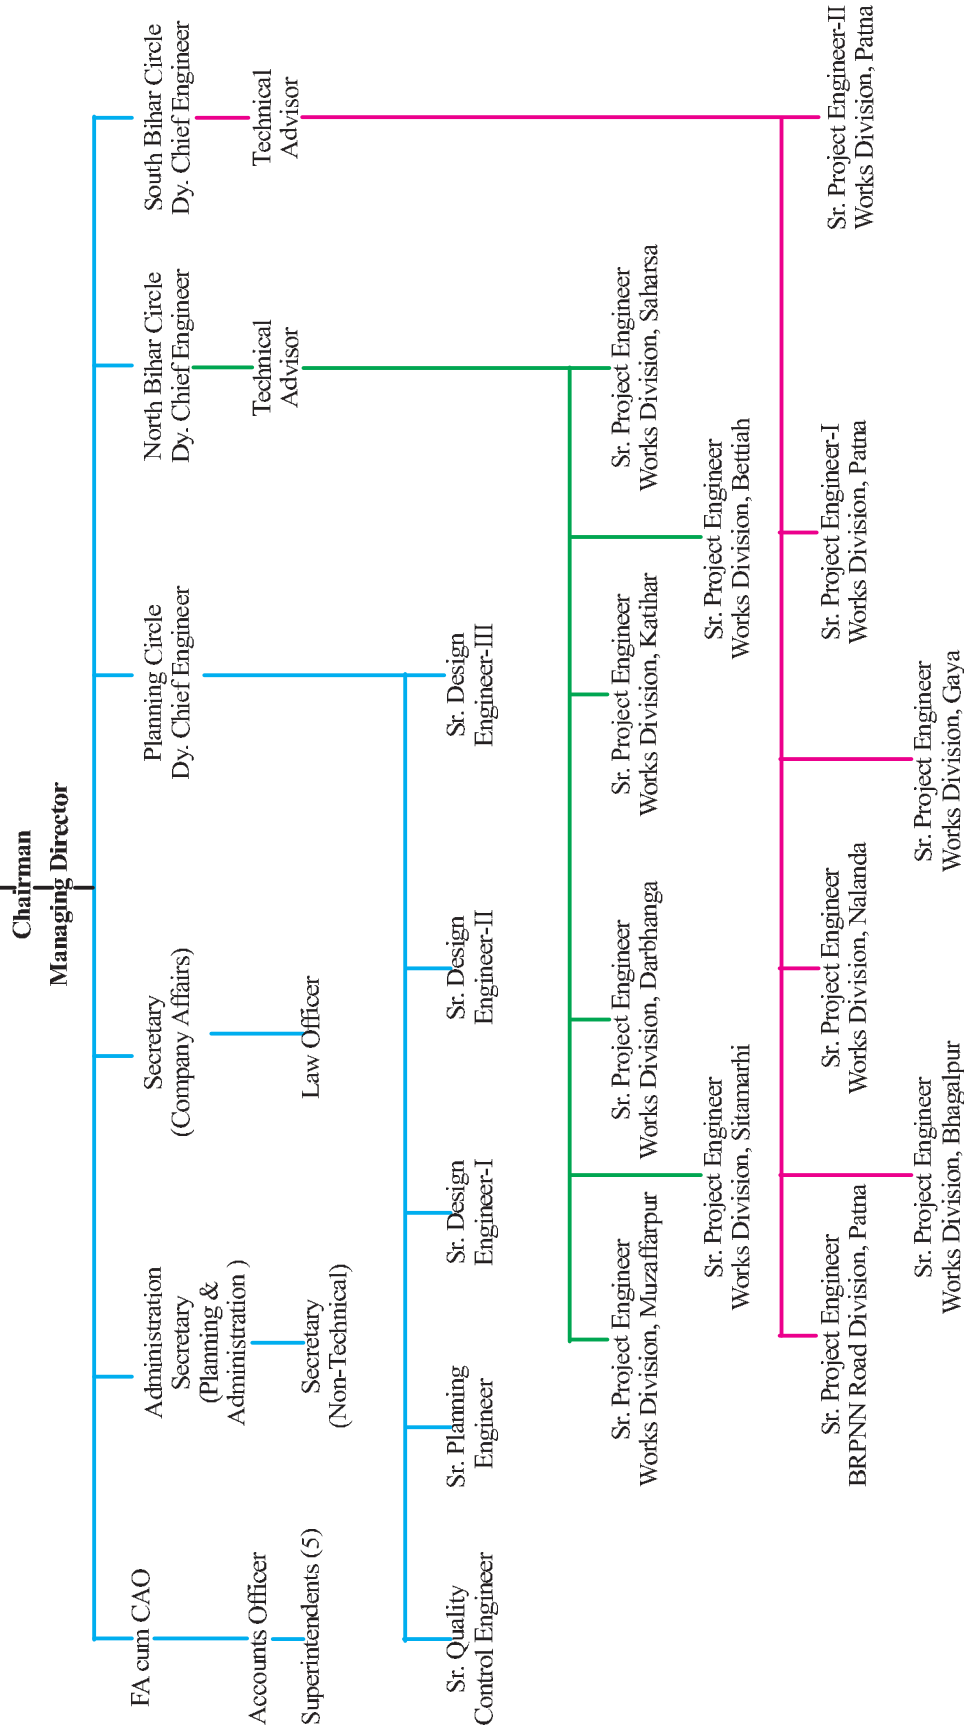 Chairman
Managing Director
FA cum CAO
Administration
Secretary
(Planning &
Administration )
Secretary
(Company Affairs)
Planning Circle
Dy. Chief Engineer
North Bihar Circle
Dy. Chief Engineer
South Bihar Circle
Dy. Chief Engineer
Accounts Officer
Superintendents (5)
Secretary
(Non-Technical)
Law Officer
Technical
Advisor
Technical
Advisor
Sr. Quality
Control Engineer
Sr. Planning
Engineer
Sr. Design
Engineer-I
Sr. Design
Engineer-II
Sr. Design
Engineer-III
Sr. Project Engineer
Works Division, Muzaffarpur
Sr. Project Engineer
Works Division, Darbhanga
Sr. Project Engineer
Works Division, Katihar
Sr. Project Engineer
Works Division, Saharsa
Sr. Project Engineer
Works Division, Sitamarhi
Sr. Project Engineer
Works Division, Bettiah
Sr. Project Engineer
BRPNN Road Division, Patna
Sr. Project Engineer
Works Division, Nalanda
Sr. Project Engineer-I
Works Division, Patna
Sr. Project Engineer-II
Works Division, Patna
Sr. Project Engineer
Works Division, Bhagalpur
Sr. Project Engineer
Works Division, Gaya